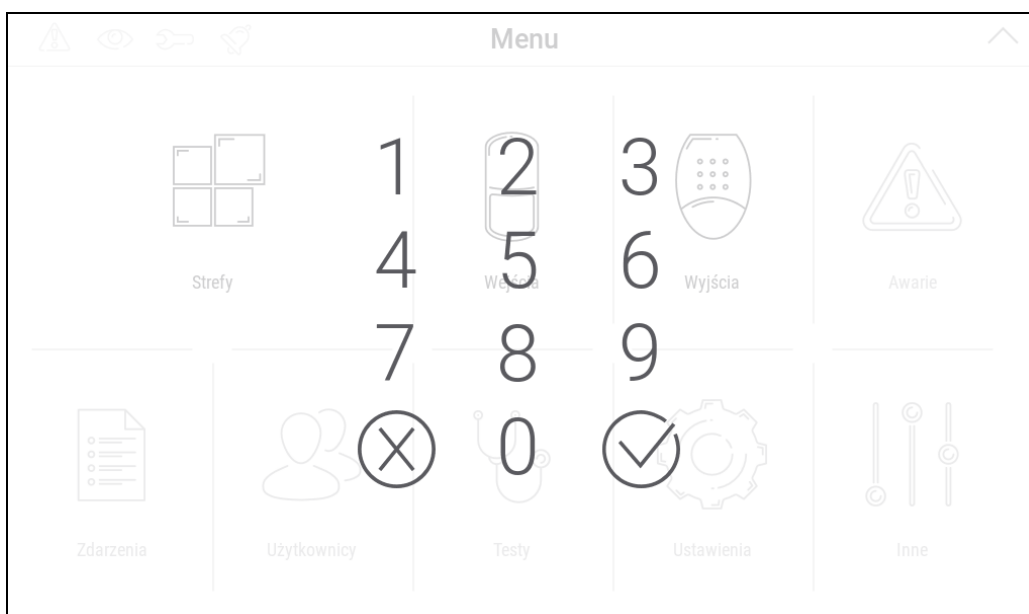 Menu
1 2 3
4 5 6
Strefy Wejścia Wyjścia Awarie
7 8 9
0
Zdarzenia Użytkownicy Testy Ustawienia Inne